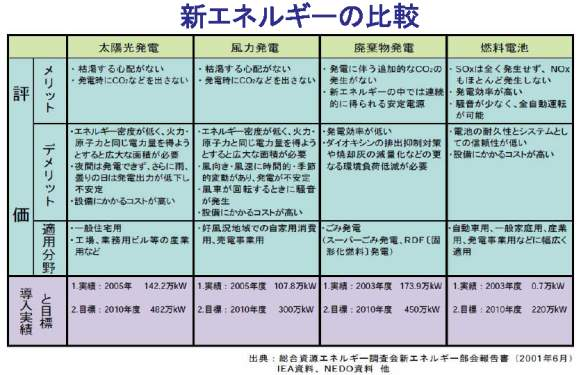 新エネルギーの比較
太陽光発電
風力発電
廃棄物発電
燃料電池
評価
メリット
・枯渇する心配がない
・発電時にCO₂などを出さない
・枯渇する心配がない
・発電時にCO₂などを出さない
・発電に伴う追加的なCO₂の
発生がない
・新エネルギーの中では連続
的に得られる安定電源
・SOxは全く発生せず、NOx
もほとんど発生しない
・発電効率が高い
・騒音が少なく、全自動運転
が可能
デメリット
・エネルギー密度が低く、火力・
原子力と同じ電力量を得よう
とすると広大な面積が必要
・夜間は発電できず、さらに雨、
曇りの日は発電出力が低下し
不安定
・設備にかかるコストが高い
・エネルギー密度が低く、火力・
原子力と同じ電力量を得よう
とすると広大な面積が必要
・風向き・風速に時間的・季節
的変動があり、発電が不安定
・風車が回転するときに騒音
が発生
・設備にかかるコストが高い
・発電効率が低い
・ダイオキシンの排出抑制対策
や焼却灰の減量化などの更
なる環境負荷低減が必要
・電池の耐久性とシステムとし
ての信頼性が低い
・設備にかかるコストが高い
適用分野
・一般住宅用
・工場、業務用ビル等の産業
用など
・好風況地域での自家用消費
用、売電事業用
・ごみ発電
(スーパーごみ発電、RDF〔固
形化燃料〕発電)
・自動車用、一般家庭用、産業
用、発電事業用などに幅広く
適用
導入実績と目標
1.実績:2005年 142.2万kW
2.目標:2010年度 482万kW
1.実績:2005年度 107.8万kW
2.目標:2010年度 300万kW
1.実績:2003年度 173.9万kW
2.目標:2010年度 450万kW
1.実績:2003年度 0.7万kW
2.目標:2010年度 220万kW
出典:総合資源エネルギー調査会新エネルギー部会報告書(2001年6月)
IEA資料、NEDO資料 他